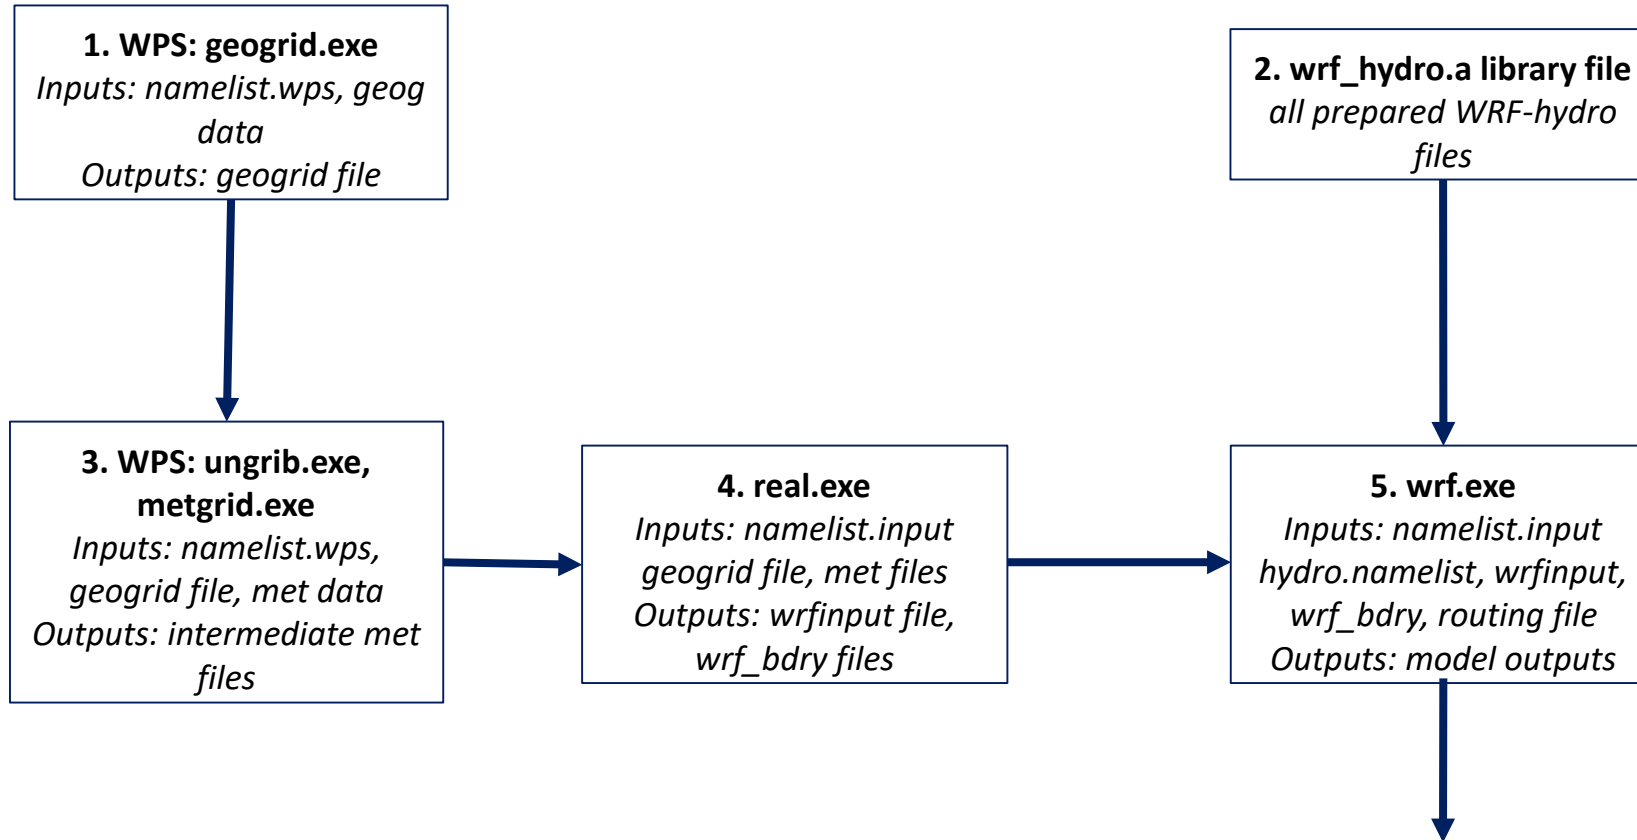 1. WPS: geogrid.exe
Inputs: namelist.wps, geog
data
Outputs: geogrid file
2. wrf_hydro.a library file
all prepared WRF-hydro
files
3. WPS: ungrib.exe,
metgrid.exe
Inputs: namelist.wps,
geogrid file, met data
Outputs: intermediate met
files
4. real.exe
Inputs: namelist.input
geogrid file, met files
Outputs: wrfinput file,
wrf_bdry files
5. wrf.exe
Inputs: namelist.input
hydro.namelist, wrfinput,
wrf_bdry, routing file
Outputs: model outputs